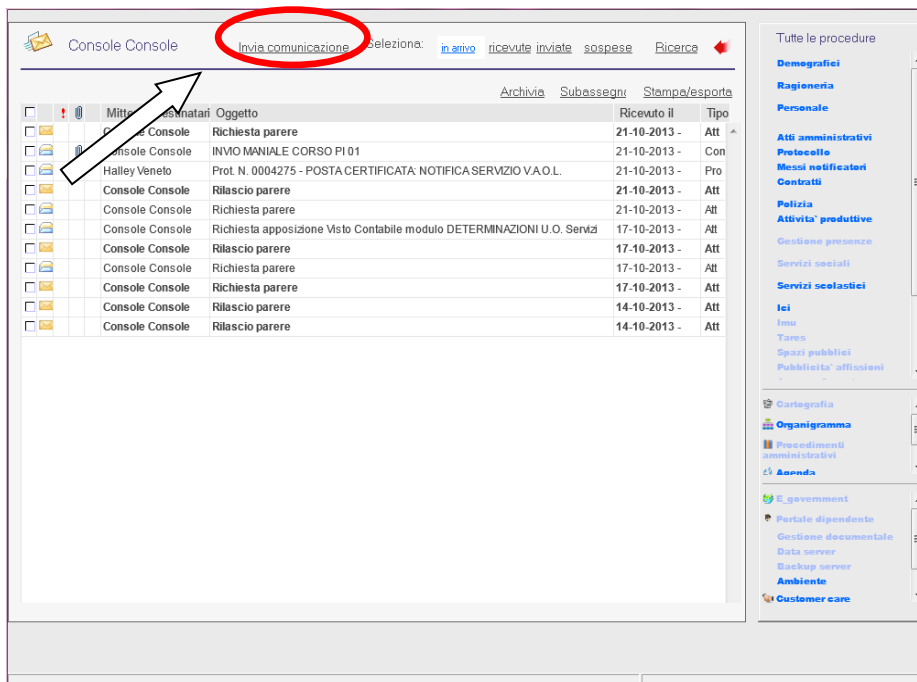 Console Console Invia comunicazione Seleziona: in arrivo ricevute inviate sospese Ricerca
Archivia Subassegni Stampa/esporta
! Oggetto Ricevuto il Tipo
Console Console Richiesta parere 21-10-2013 - Att
Console Console INVIO MANIALE CORSO PI 01 21-10-2013 - Com
Halley Veneto Prot. N. 0004275 - POSTA CERTIFICATA: NOTIFICA SERVIZIO V.A.O.L. 21-10-2013 - Pro
Console Console Rilascio parere 21-10-2013 - Att
Console Console Richiesta parere 21-10-2013 - Att
Console Console Richiesta apposizione Visto Contabile modulo DETERMINAZIONI U.O. Servizi 17-10-2013 - Att
Console Console Rilascio parere 17-10-2013 - Att
Console Console Richiesta parere 17-10-2013 - Att
Console Console Richiesta parere 17-10-2013 - Att
Console Console Rilascio parere 14-10-2013 - Att
Console Console Rilascio parere 14-10-2013 - Att
Tutte le procedure
Demografici
Ragioneria
Personale
Atti amministrativi
Protocollo
Messi notificatori
Contratti
Polizia
Attivita' produttive
Gestione presenze
Servizi sociali
Servizi scolastici
Ici
Imu
Tares
Spazi pubblici
Pubblicita' affissioni
Cartografia
Organigramma
Procedimenti
amministrativi
Agenda
E_government
Portale dipendente
Gestione documentale
Data server
Backup server
Ambiente
Customer care